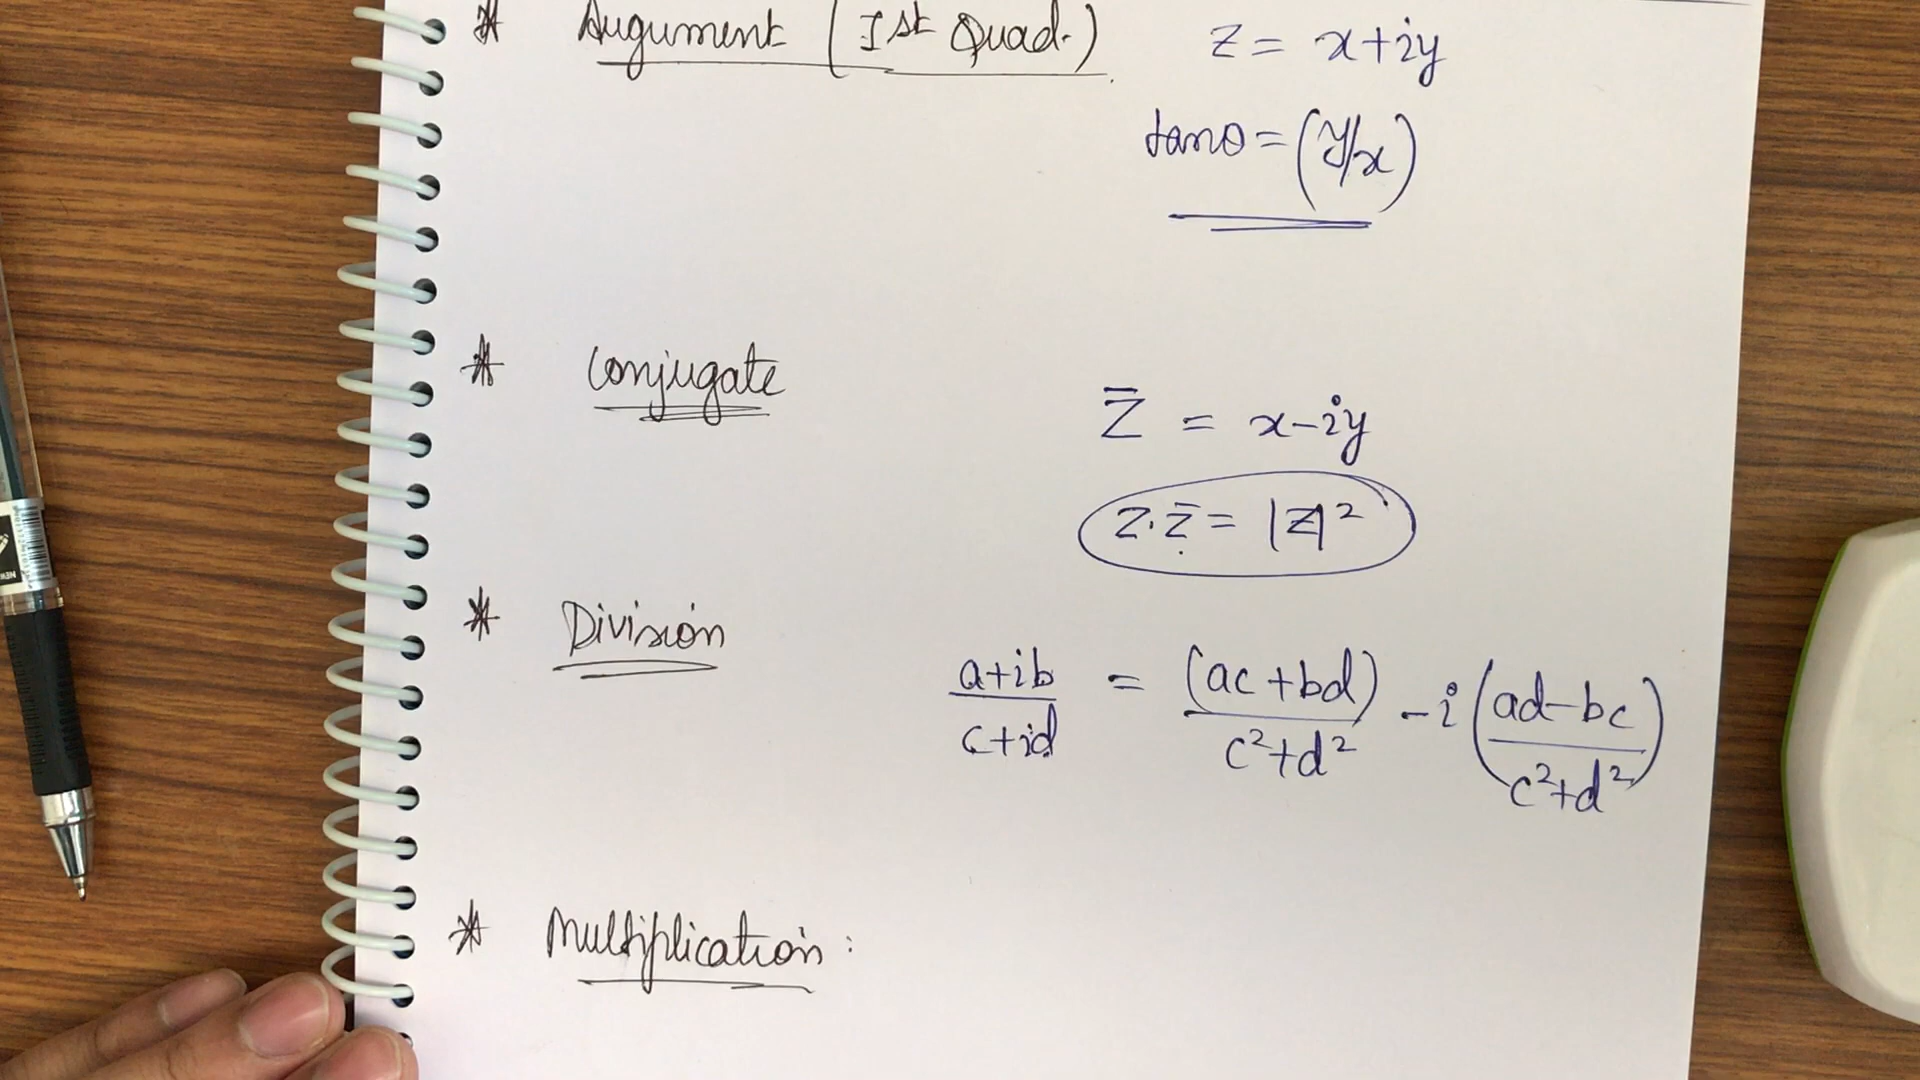 * Augument (Ist Quad.)
z = x+iy
tanθ = (y/x)
* Conjugate
z̄ = x-iy
z.z̄ = |z|²
* Division
a+ib/c+id = (ac+bd)/c²+d² -i(ad-bc/c²+d²)
* Multiplication:
NEW